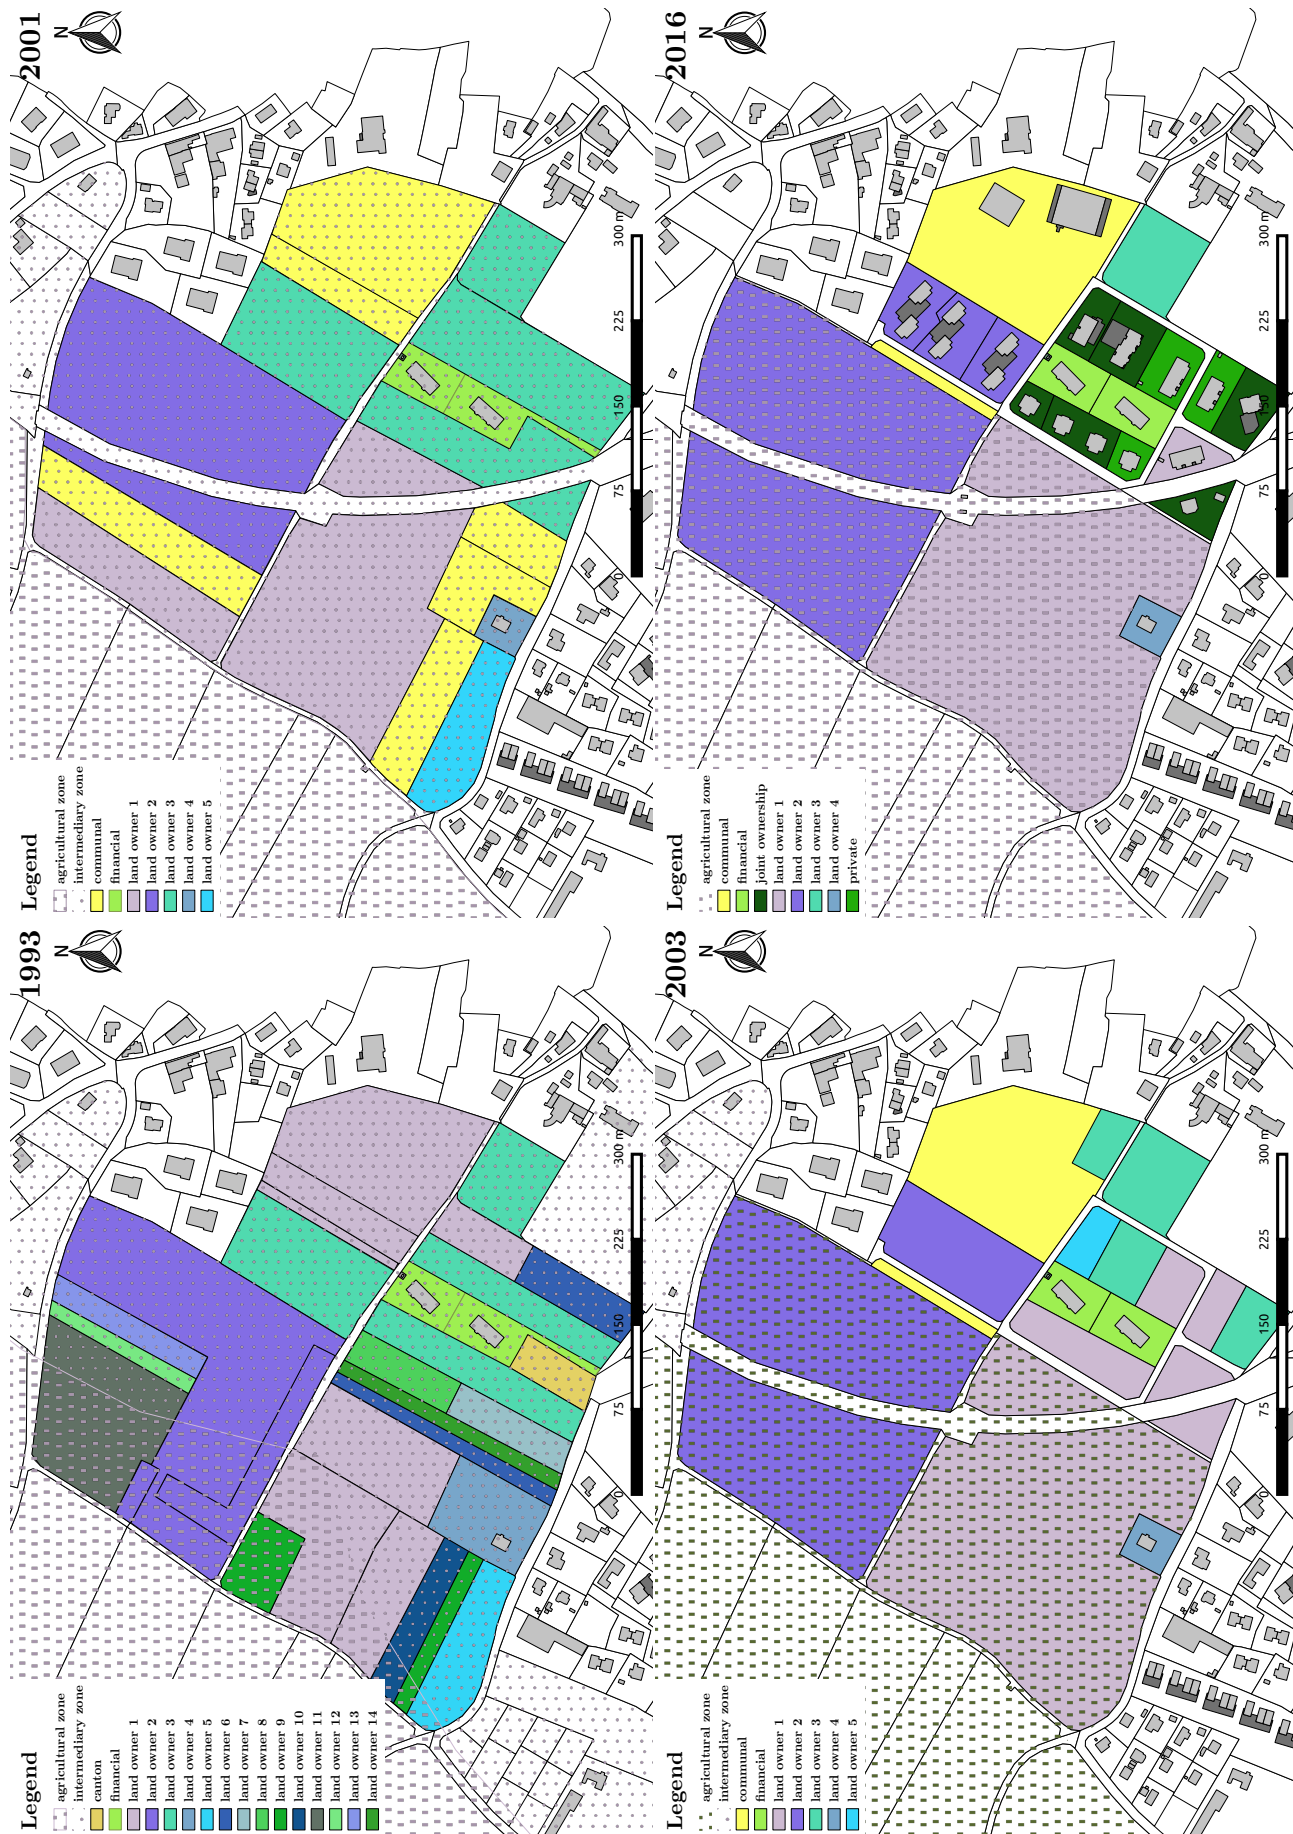 1993
N
Legend
agricultural zone
intermediary zone
canton
financial
land owner 1
land owner 2
land owner 3
land owner 4
land owner 5
land owner 6
land owner 7
land owner 8
land owner 9
land owner 10
land owner 11
land owner 12
land owner 13
land owner 14
0 75 150 225 300 m
2001
N
Legend
agricultural zone
intermediary zone
communal
financial
land owner 1
land owner 2
land owner 3
land owner 4
land owner 5
0 75 150 225 300 m
2003
N
Legend
agricultural zone
intermediary zone
communal
financial
land owner 1
land owner 2
land owner 3
land owner 4
land owner 5
0 75 150 225 300 m
2016
N
Legend
agricultural zone
communal
financial
joint ownership
land owner 1
land owner 2
land owner 3
land owner 4
private
0 75 150 225 300 m